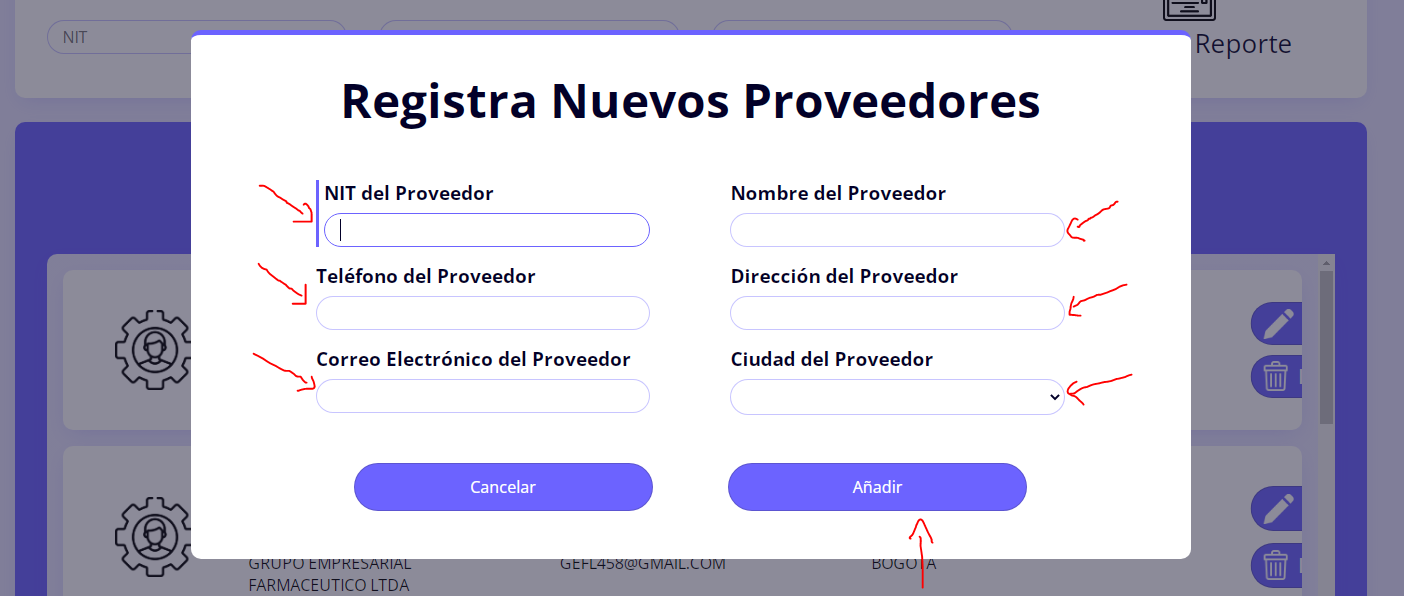 NIT
Reporte
Registra Nuevos Proveedores
NIT del Proveedor
Nombre del Proveedor
Teléfono del Proveedor
Dirección del Proveedor
Correo Electrónico del Proveedor
Ciudad del Proveedor
Cancelar
Añadir
GRUPO EMPRESARIAL
FARMACEUTICO LTDA
GEFL458@GMAIL.COM
BOGOTA